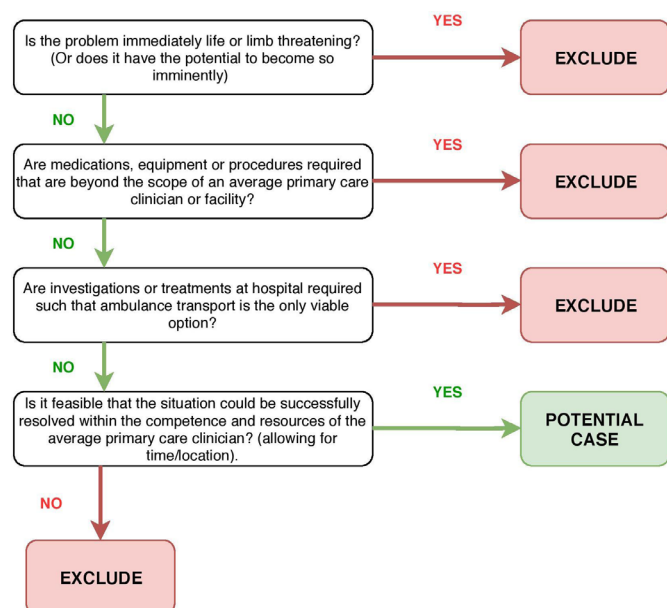 YES
Is the problem immediately life or limb threatening?
(Or does it have the potential to become so
imminently)
EXCLUDE
NO
YES
Are medications, equipment or procedures required
that are beyond the scope of an average primary care
clinician or facility?
EXCLUDE
NO
YES
Are investigations or treatments at hospital required
such that ambulance transport is the only viable
option?
EXCLUDE
NO
YES
Is it feasible that the situation could be successfully
resolved within the competence and resources of the
average primary care clinician? (allowing for
time/location).
POTENTIAL
CASE
NO
EXCLUDE